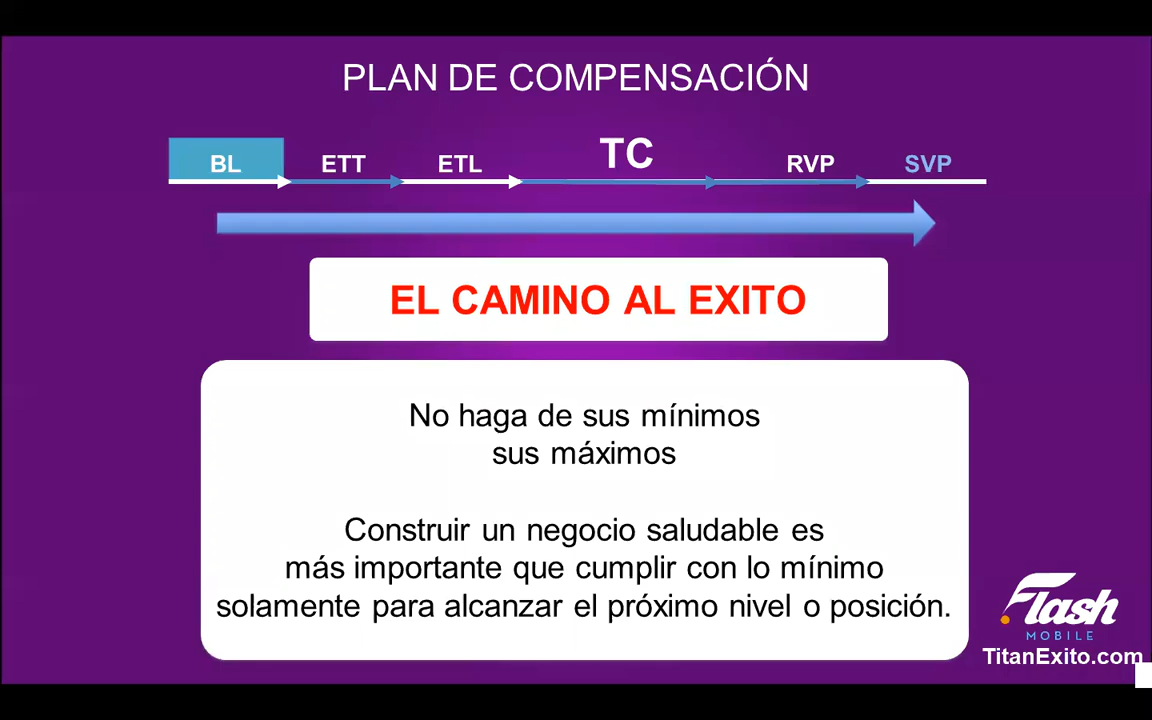 PLAN DE COMPENSACIÓN
BL ETT ETL TC RVP SVP
EL CAMINO AL EXITO
No haga de sus mínimos
sus máximos
Construir un negocio saludable es
más importante que cumplir con lo mínimo
solamente para alcanzar el próximo nivel o posición.
Flash
MOBILE
TitanExito.com